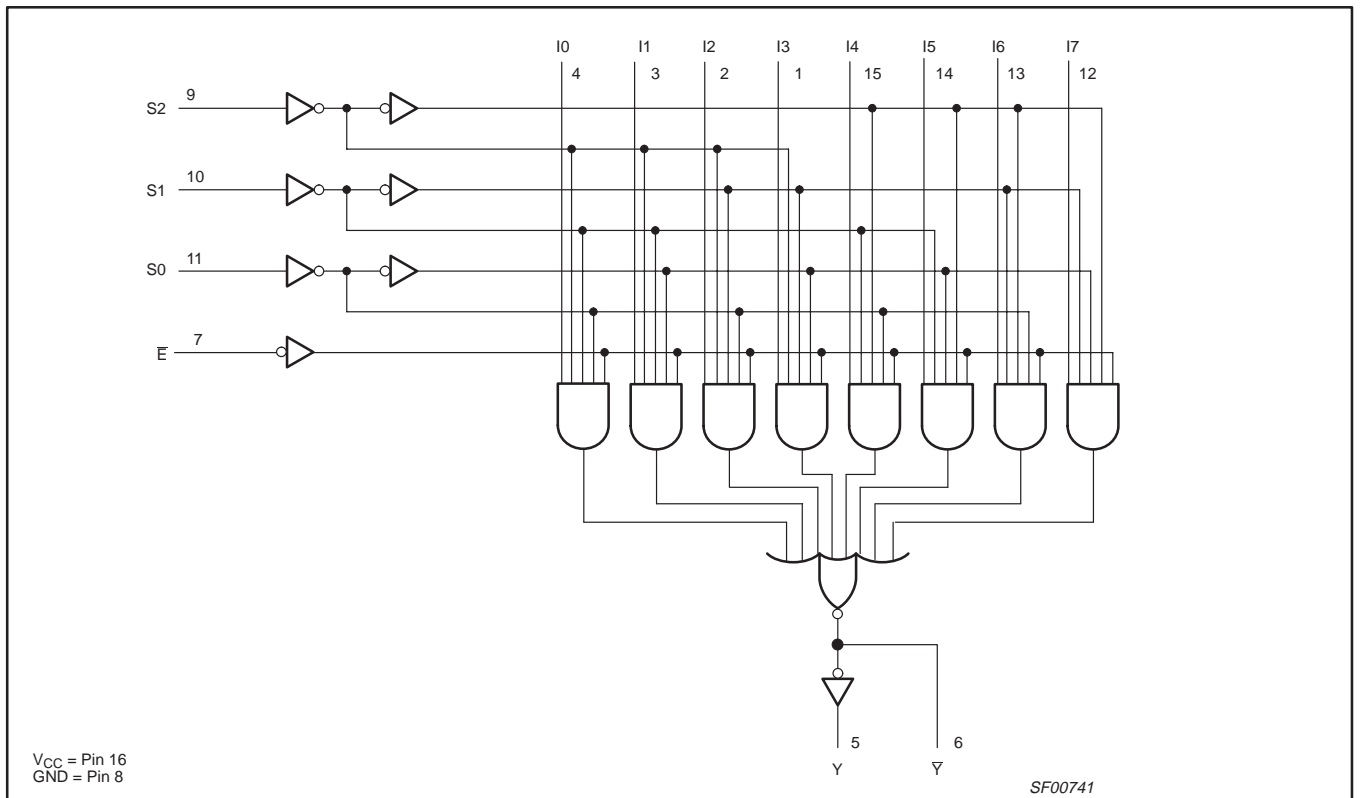 I0 I1 I2 I3 I4 I5 I6 I7
4 3 2 1 15 14 13 12
S2 9
S1 10
S0 11
E̅ 7
5 6
Y Y̅
VCC = Pin 16
GND = Pin 8
SF00741